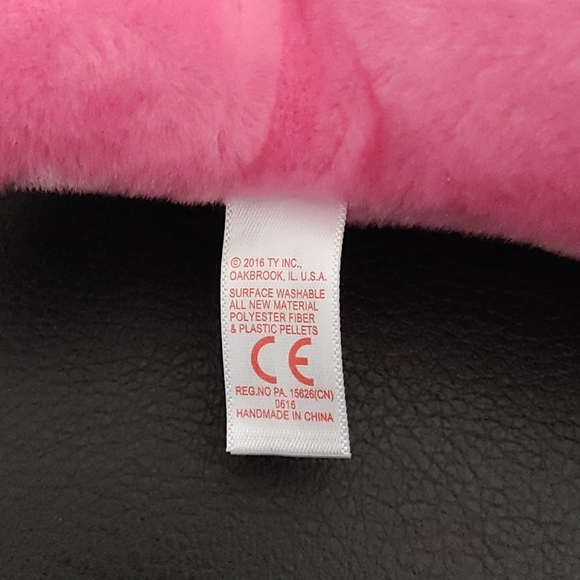 © 2016 TY INC.,
OAKBROOK, IL. U.S.A.
SURFACE WASHABLE
ALL NEW MATERIAL
POLYESTER FIBER
& PLASTIC PELLETS
CE
REG.NO PA. 15626(CN)
0616
HANDMADE IN CHINA